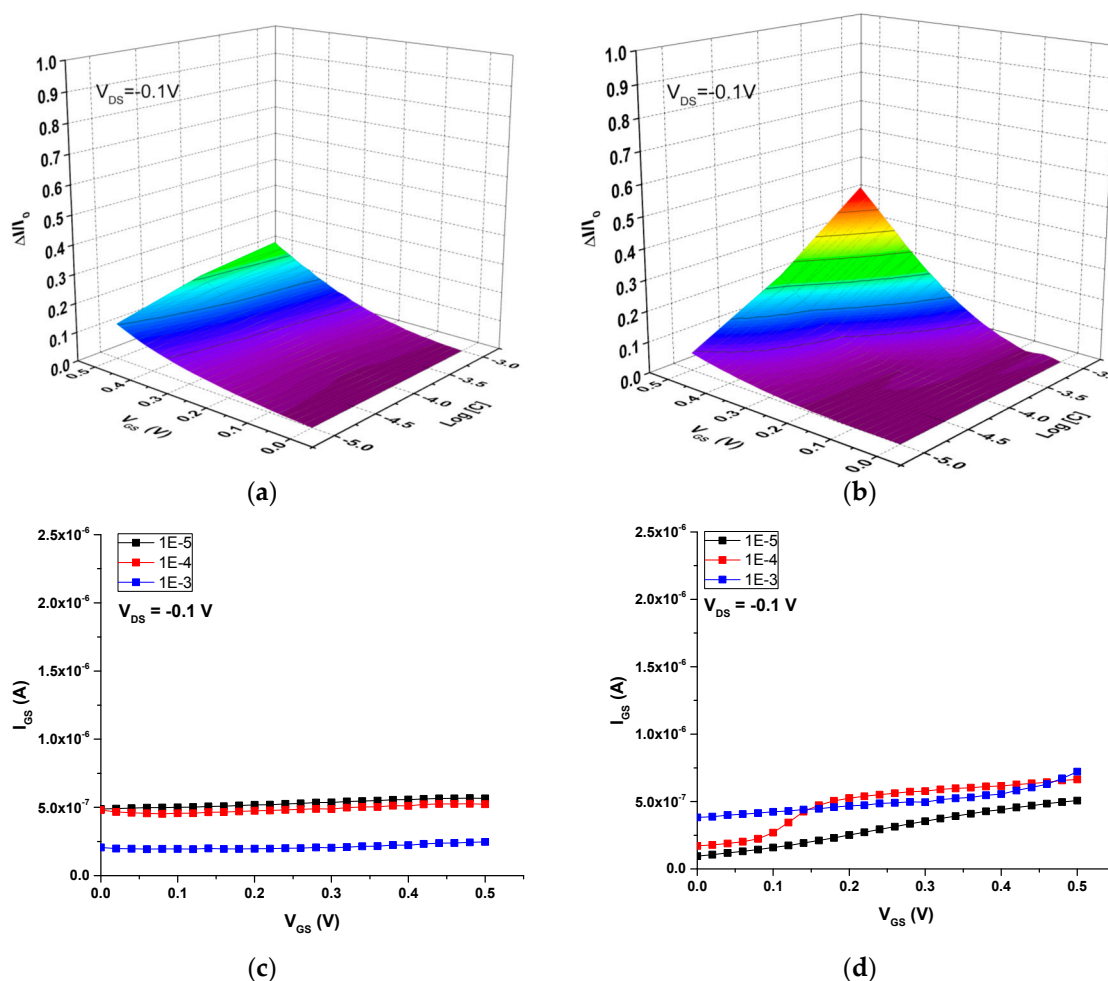 1.0
0.9
0.8
0.7
0.6
0.5
0.4
0.3
0.2
0.1
0.0
ΔI/I₀
V_DS=-0.1V
0.5
0.4
0.3
0.2
0.1
0.0
V_GS (V)
-3.0
-3.5
-4.0
-4.5
-5.0
Log [C]
(a)
1.0
0.9
0.8
0.7
0.6
0.5
0.4
0.3
0.2
0.1
0.0
ΔI/I₀
V_DS=-0.1V
0.5
0.4
0.3
0.2
0.1
0.0
V_GS (V)
-3.5
-4.0
-4.5
-5.0
Log [C]
(b)
2.5x10⁻⁶
2.0x10⁻⁶
1.5x10⁻⁶
1.0x10⁻⁶
5.0x10⁻⁷
0.0
I_GS (A)
1E-5
1E-4
1E-3
V_DS = -0.1 V
0.0 0.1 0.2 0.3 0.4 0.5
V_GS (V)
(c)
2.5x10⁻⁶
2.0x10⁻⁶
1.5x10⁻⁶
1.0x10⁻⁶
5.0x10⁻⁷
0.0
I_GS (A)
1E-5
1E-4
1E-3
V_DS = -0.1 V
0.0 0.1 0.2 0.3 0.4 0.5
V_GS (V)
(d)